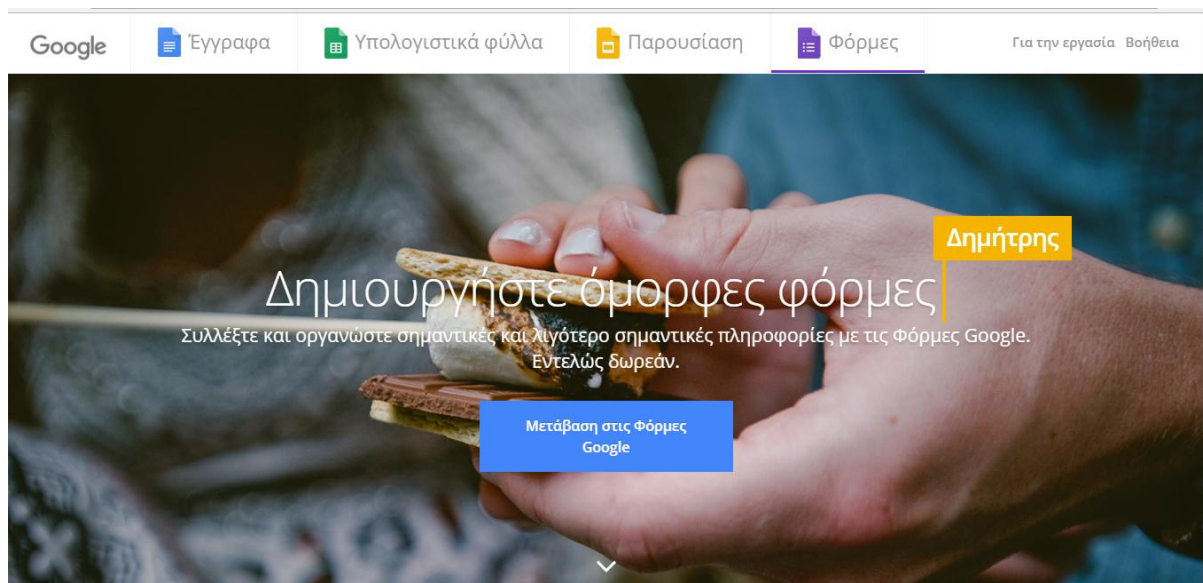 Google
Έγγραφα
Υπολογιστικά φύλλα
Παρουσίαση
Φόρμες
Για την εργασία
Βοήθεια
Δημήτρης
Δημιουργήστε όμορφες φόρμες
Συλλέξτε και οργανώστε σημαντικές και λιγότερο σημαντικές πληροφορίες με τις Φόρμες Google.
Εντελώς δωρεάν.
Μετάβαση στις Φόρμες
Google